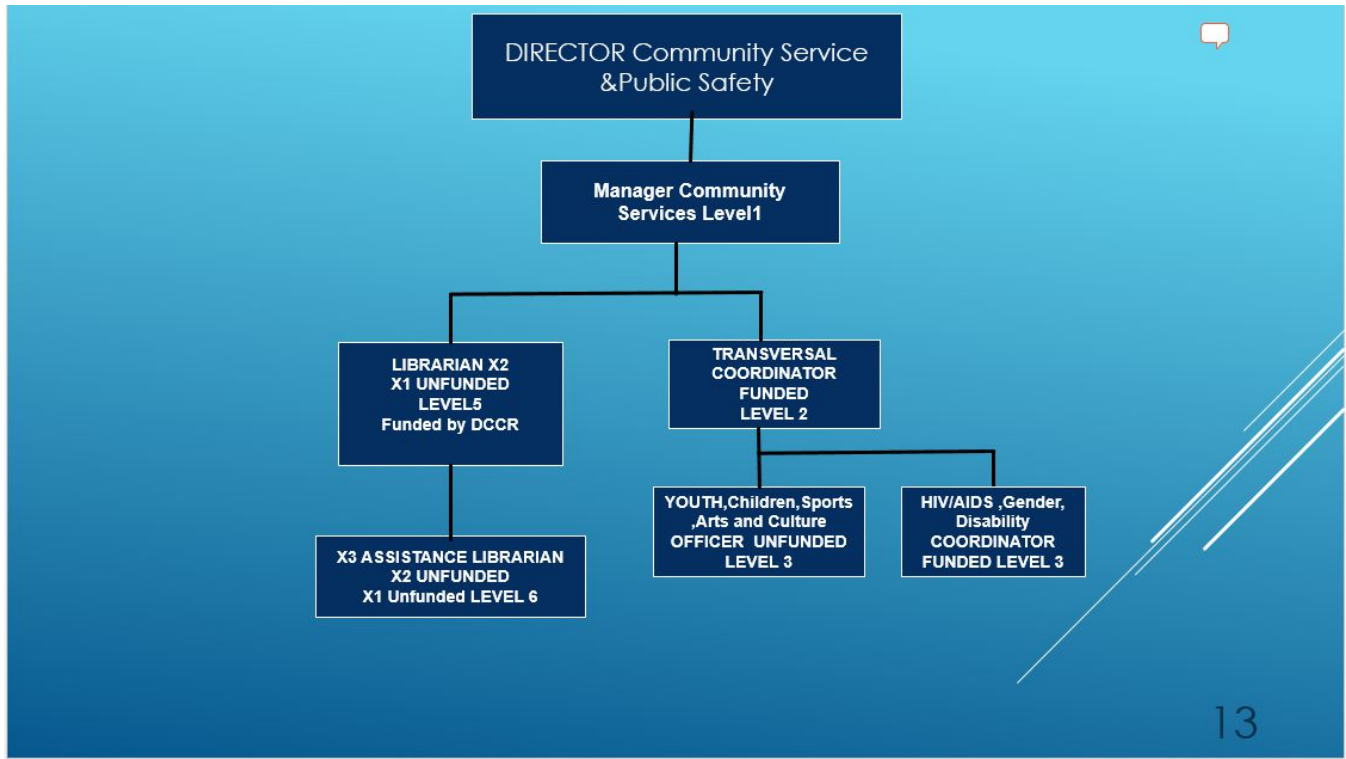 DIRECTOR Community Service
&Public Safety
Manager Community
Services Level1
LIBRARIAN X2
X1 UNFUNDED
LEVEL5
Funded by DCCR
TRANSVERSAL
COORDINATOR
FUNDED
LEVEL 2
YOUTH,Children,Sports
,Arts and Culture
OFFICER UNFUNDED
LEVEL 3
HIV/AIDS ,Gender,
Disability
COORDINATOR
FUNDED LEVEL 3
X3 ASSISTANCE LIBRARIAN
X2 UNFUNDED
X1 Unfunded LEVEL 6
13